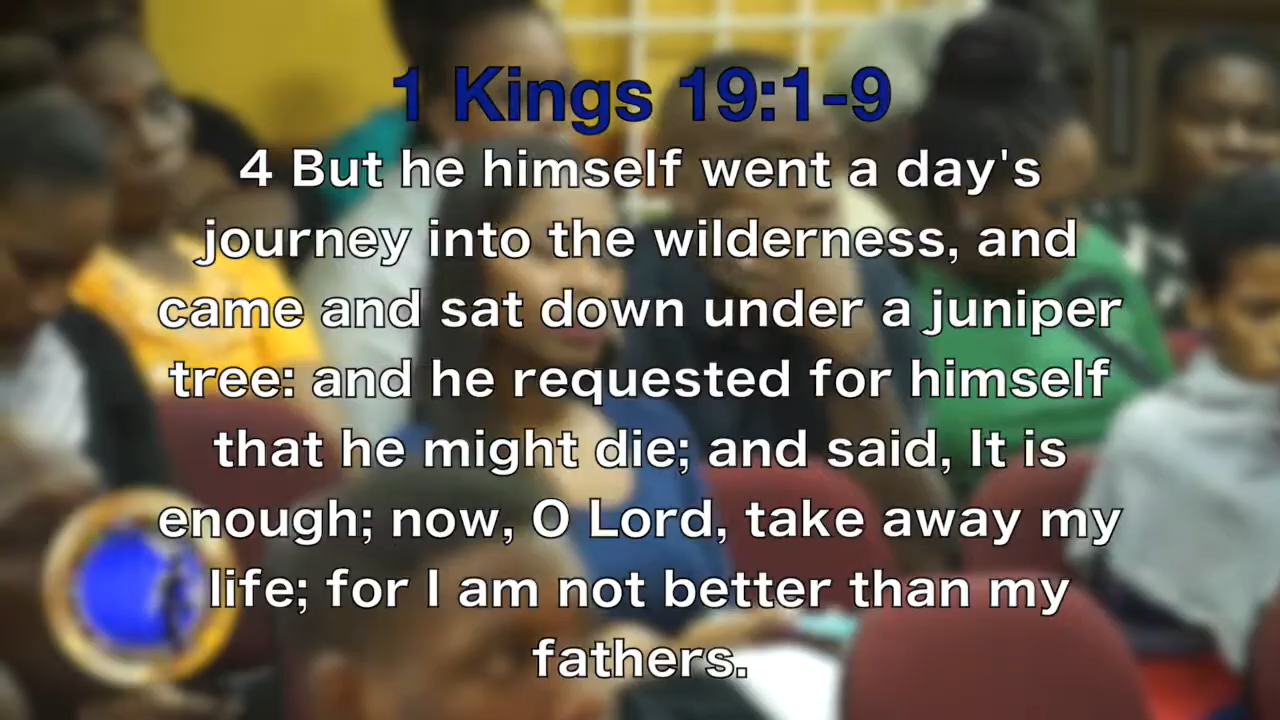 1 Kings 19:1-9
4 But he himself went a day's
journey into the wilderness, and
came and sat down under a juniper
tree: and he requested for himself
that he might die; and said, It is
enough; now, O Lord, take away my
life; for I am not better than my
fathers.